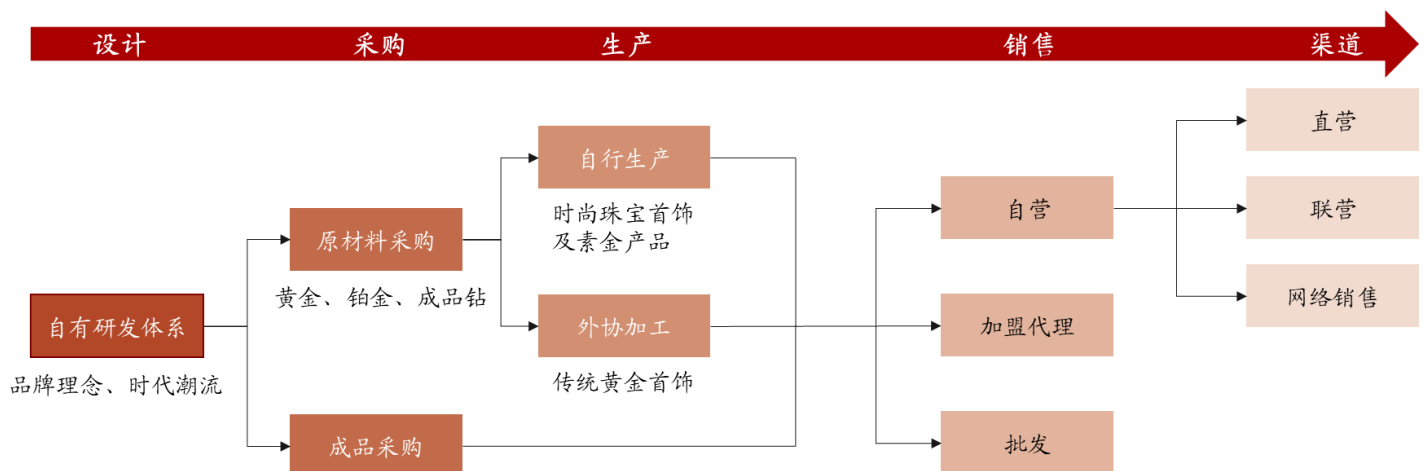 设计
采购
生产
销售
渠道
自有研发体系
品牌理念、时代潮流
原材料采购
黄金、铂金、成品钻
成品采购
自行生产
时尚珠宝首饰
及素金产品
外协加工
传统黄金首饰
自营
加盟代理
批发
直营
联营
网络销售